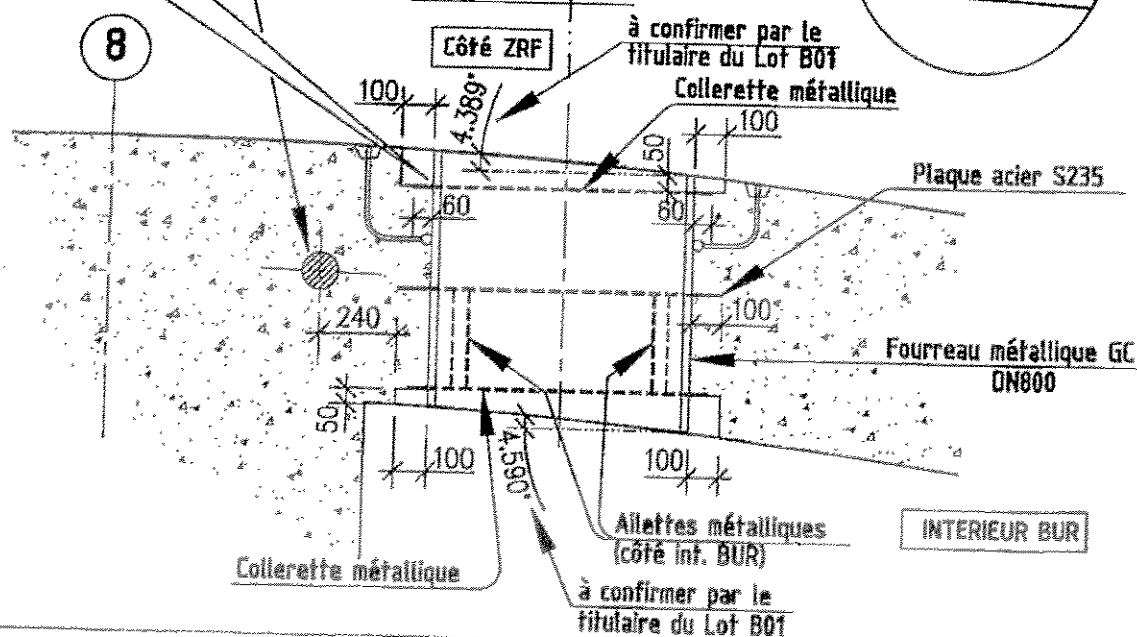 8
Côté ZRF
à confirmer par le
titulaire du Lot B01
100
4.389°
Collerette métallique
50
100
Plaque acier S235
60
60
240
100
Fourreau métallique GC
DN800
50
100
4.590°
100
Ailettes métalliques
(côté int. BUR)
INTERIEUR BUR
Collerette métallique
à confirmer par le
titulaire du Lot B01